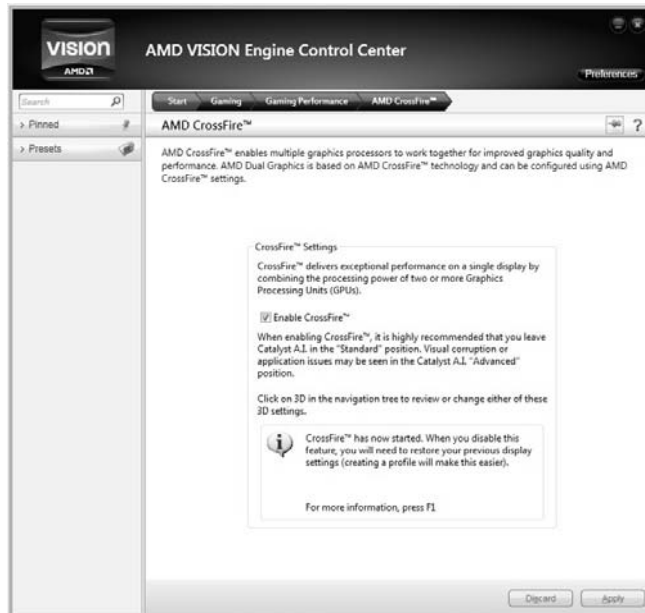 VISION
AMD
AMD VISION Engine Control Center
Preferences
Search
Start Gaming Gaming Performance AMD CrossFire™
> Pinned
AMD CrossFire™
?
> Presets
AMD CrossFire™ enables multiple graphics processors to work together for improved graphics quality and
performance. AMD Dual Graphics is based on AMD CrossFire™ technology and can be configured using AMD
CrossFire™ settings.
CrossFire™ Settings
CrossFire™ delivers exceptional performance on a single display by
combining the processing power of two or more Graphics
Processing Units (GPUs).
Enable CrossFire™
When enabling CrossFire™, it is highly recommended that you leave
Catalyst A.I. in the "Standard" position. Visual corruption or
application issues may be seen in the Catalyst A.I. "Advanced"
position.
Click on 3D in the navigation tree to review or change either of these
3D settings.
CrossFire™ has now started. When you disable this
feature, you will need to restore your previous display
settings (creating a profile will make this easier).
For more information, press F1
Discard
Apply